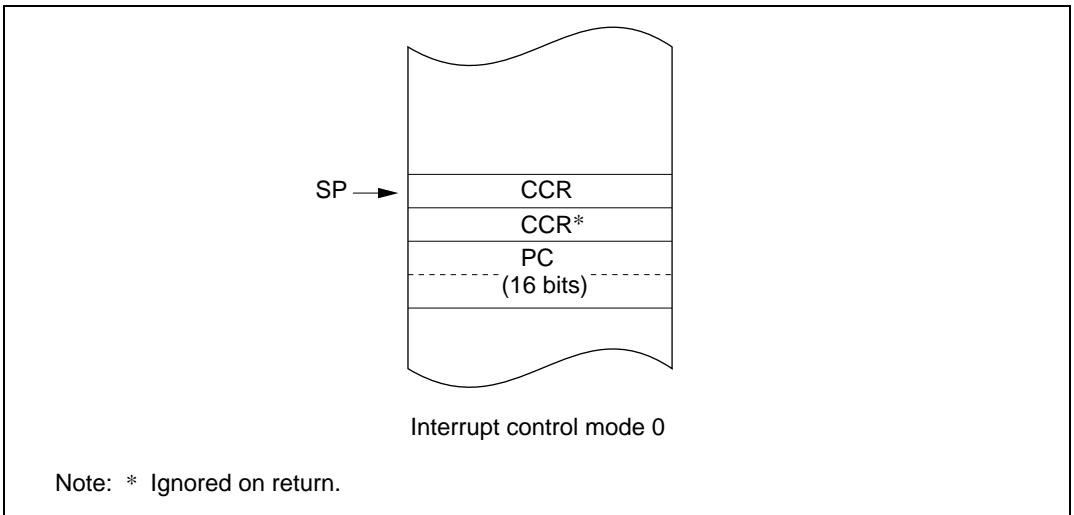 SP
CCR
CCR*
PC
(16 bits)
Interrupt control mode 0
Note: * Ignored on return.